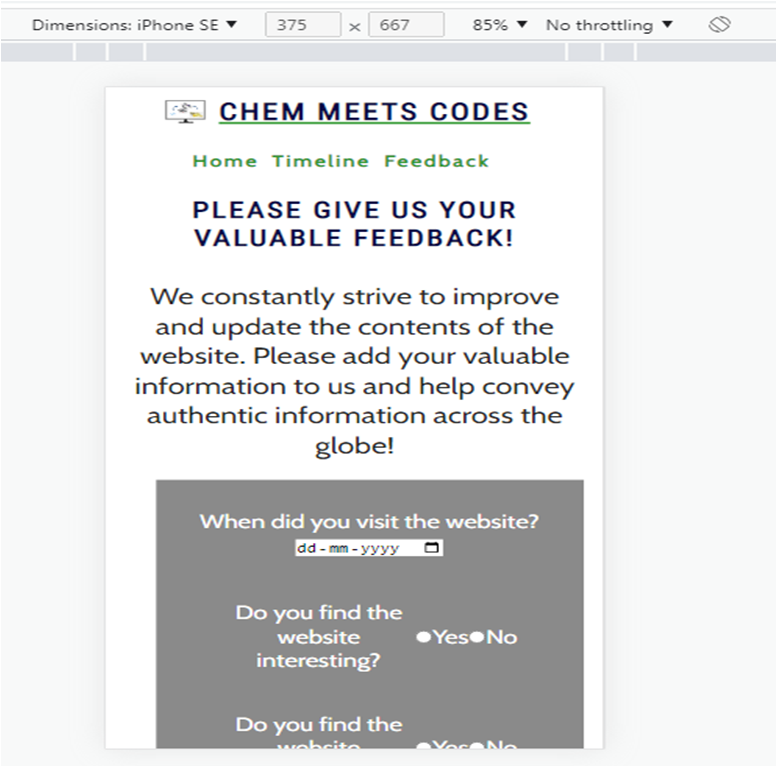 Dimensions: iPhone SE ▼ 375 x 667 85% ▼ No throttling ▼
CHEM MEETS CODES
Home Timeline Feedback
PLEASE GIVE US YOUR
VALUABLE FEEDBACK!
We constantly strive to improve
and update the contents of the
website. Please add your valuable
information to us and help convey
authentic information across the
globe!
When did you visit the website?
dd-mm-yyyy
Do you find the
website
interesting?
Yes No
Do you find the
website
Yes No